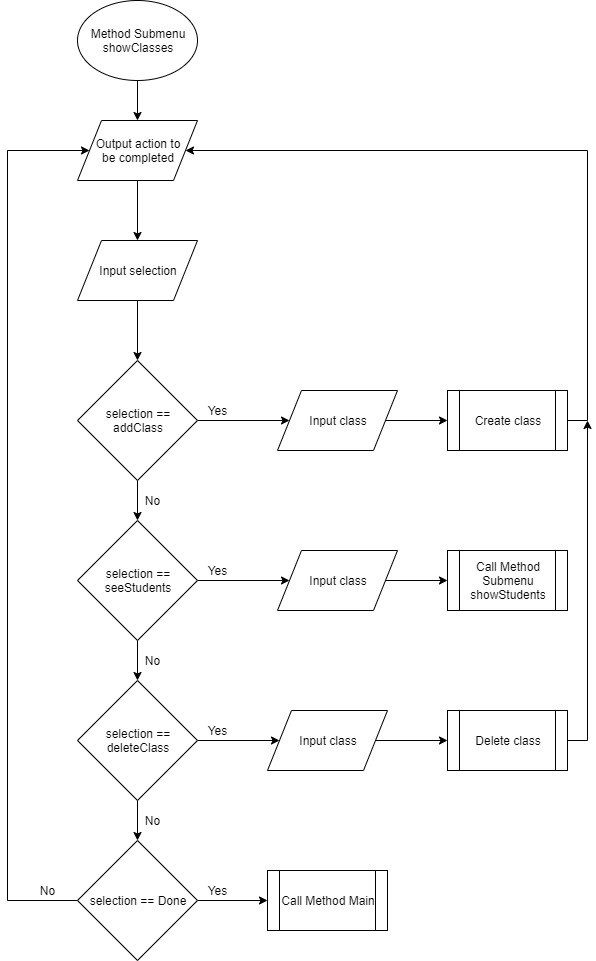 Method Submenu
showClasses
Output action to
be completed
Input selection
selection ==
addClass
Yes
Input class
Create class
No
selection ==
seeStudents
Yes
Input class
Call Method
Submenu
showStudents
No
selection ==
deleteClass
Yes
Input class
Delete class
No
No
selection == Done
Yes
Call Method Main